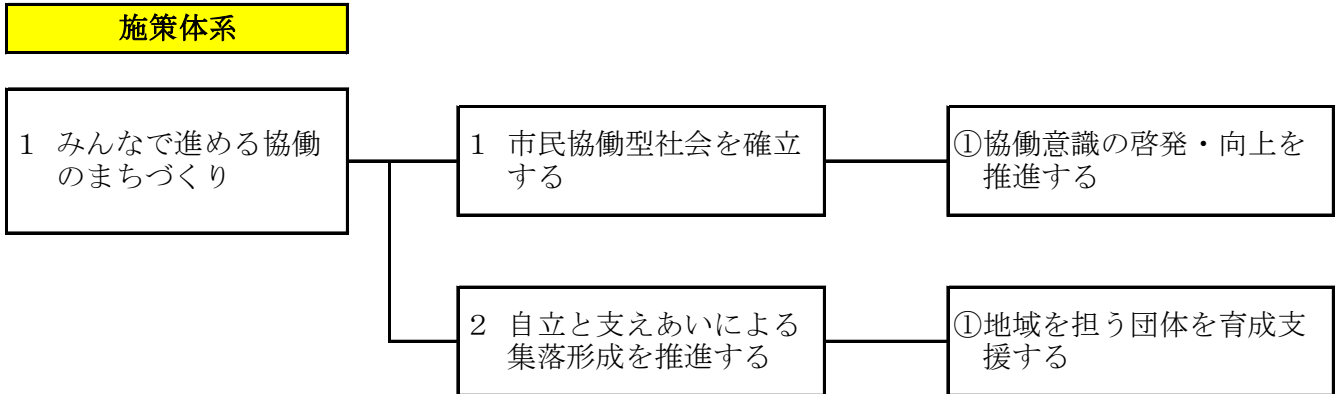 施策体系
1 みんなで進める協働
のまちづくり
1 市民協働型社会を確立
する
①協働意識の啓発・向上を
推進する
2 自立と支えあいによる
集落形成を推進する
①地域を担う団体を育成支
援する